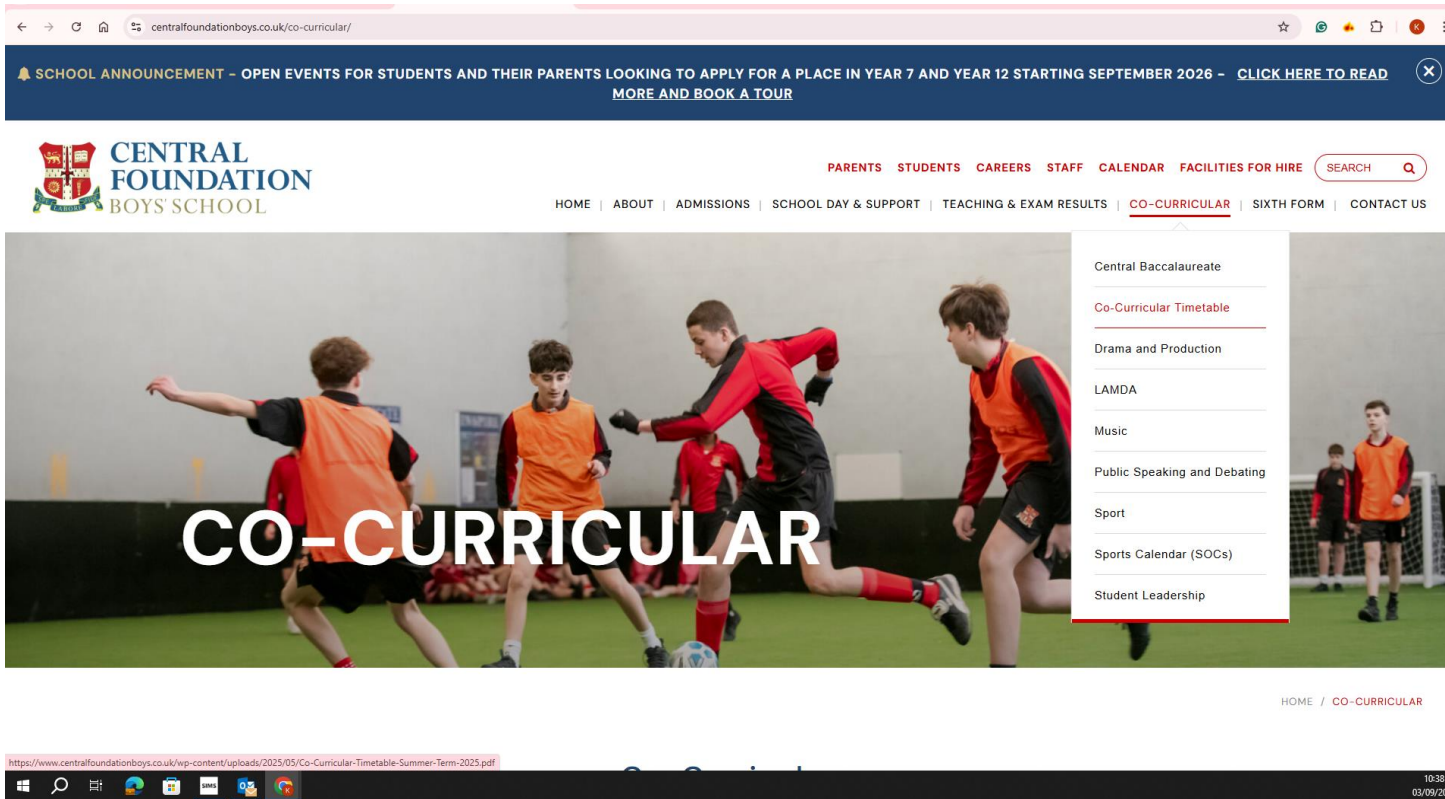 centralfoundationboys.co.uk/co-curricular/
K
SCHOOL ANNOUNCEMENT – OPEN EVENTS FOR STUDENTS AND THEIR PARENTS LOOKING TO APPLY FOR A PLACE IN YEAR 7 AND YEAR 12 STARTING SEPTEMBER 2026 – CLICK HERE TO READ
MORE AND BOOK A TOUR
CENTRAL
FOUNDATION
BOYS' SCHOOL
PARENTS STUDENTS CAREERS STAFF CALENDAR FACILITIES FOR HIRE SEARCH
HOME | ABOUT | ADMISSIONS | SCHOOL DAY & SUPPORT | TEACHING & EXAM RESULTS | CO-CURRICULAR | SIXTH FORM | CONTACT US
Central Baccalaureate
Co-Curricular Timetable
Drama and Production
LAMDA
Music
Public Speaking and Debating
Sport
Sports Calendar (SOCs)
Student Leadership
CO-CURRICULAR
HOME / CO-CURRICULAR
https://www.centralfoundationboys.co.uk/wp-content/uploads/2025/05/Co-Curricular-Timetable-Summer-Term-2025.pdf
SIMS
10:38